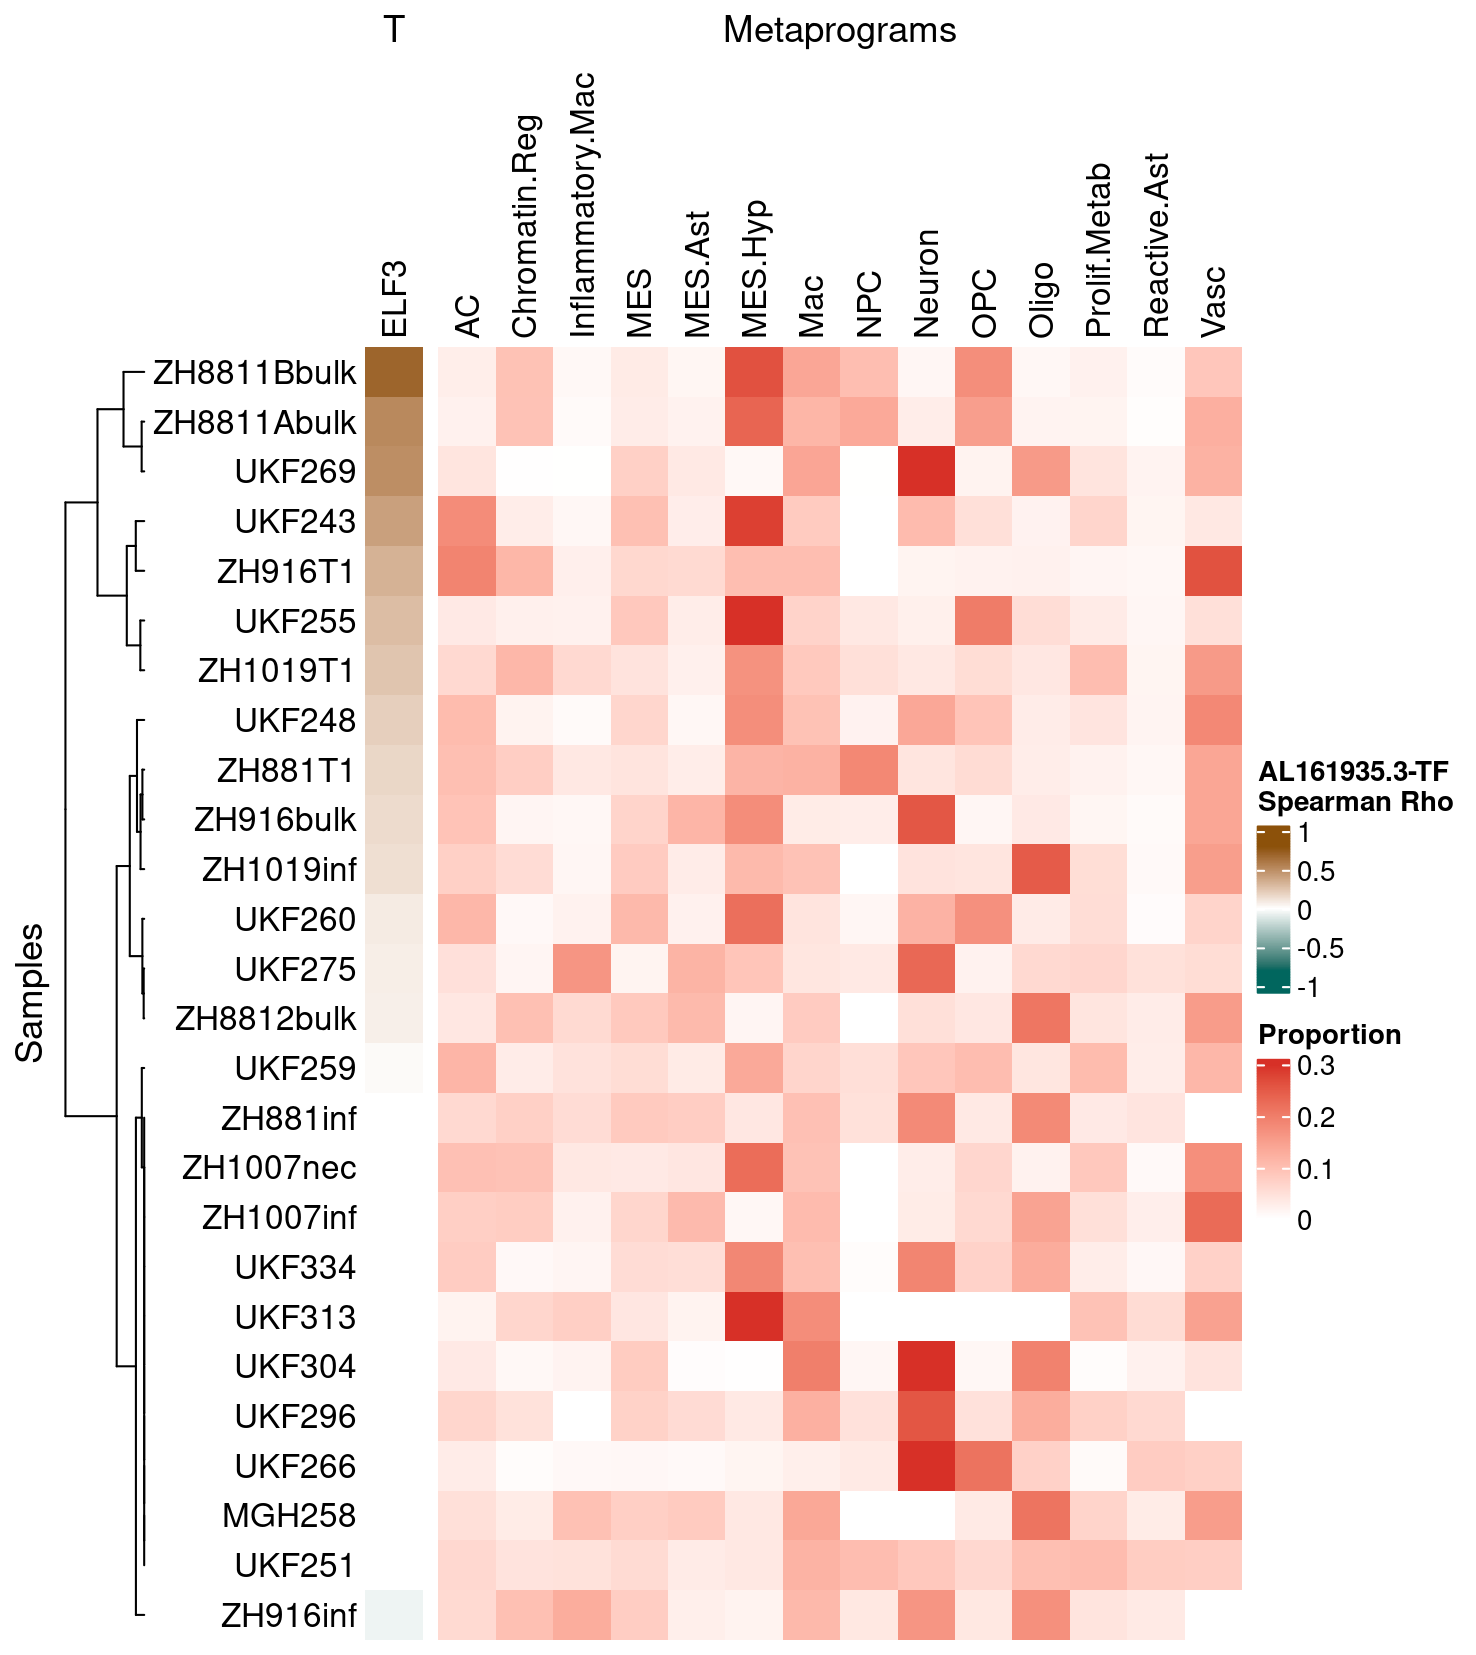 T
Metaprograms
ELF3
AC
Chromatin.Reg
Inflammatory.Mac
MES
MES.Ast
MES.Hyp
Mac
NPC
Neuron
OPC
Oligo
Prolif.Metab
Reactive.Ast
Vasc
Samples
ZH8811Bbulk
ZH8811Abulk
UKF269
UKF243
ZH916T1
UKF255
ZH1019T1
UKF248
ZH881T1
ZH916bulk
ZH1019inf
UKF260
UKF275
ZH8812bulk
UKF259
ZH881inf
ZH1007nec
ZH1007inf
UKF334
UKF313
UKF304
UKF296
UKF266
MGH258
UKF251
ZH916inf
AL161935.3-TF
Spearman Rho
1
0.5
0
-0.5
-1
Proportion
0.3
0.2
0.1
0